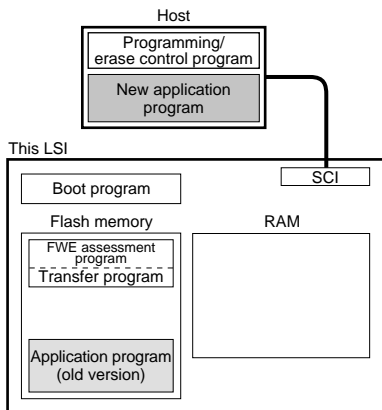 Host
Programming/
erase control program
New application
program
This LSI
SCI
Boot program
Flash memory
RAM
FWE assessment
program
Transfer program
Application program
(old version)